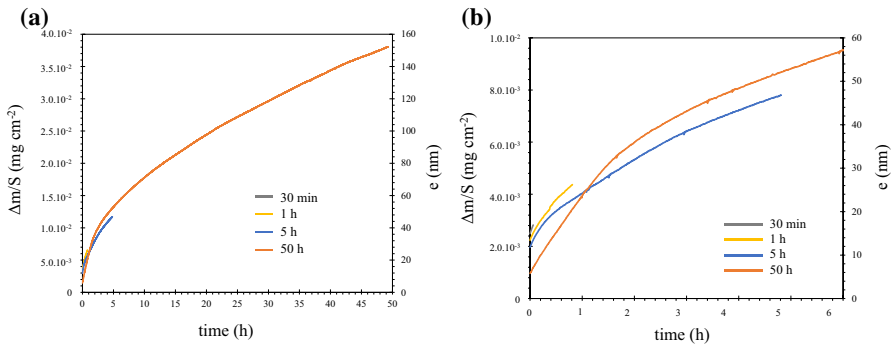 (a)
4.0.10-2
3.5.10-2
3.0.10-2
2.5.10-2
2.0.10-2
1.5.10-2
1.0.10-2
5.0.10-3
0
Δm/S (mg cm-2)
160
140
120
100
80
60
40
20
0
e (nm)
30 min
1 h
5 h
50 h
0 5 10 15 20 25 30 35 40 45 50
time (h)
(b)
1.0.10-2
8.0.10-3
6.0.10-3
4.0.10-3
2.0.10-3
0
Δm/S (mg cm-2)
60
50
40
30
20
10
0
e (nm)
30 min
1 h
5 h
50 h
0 1 2 3 4 5 6
time (h)